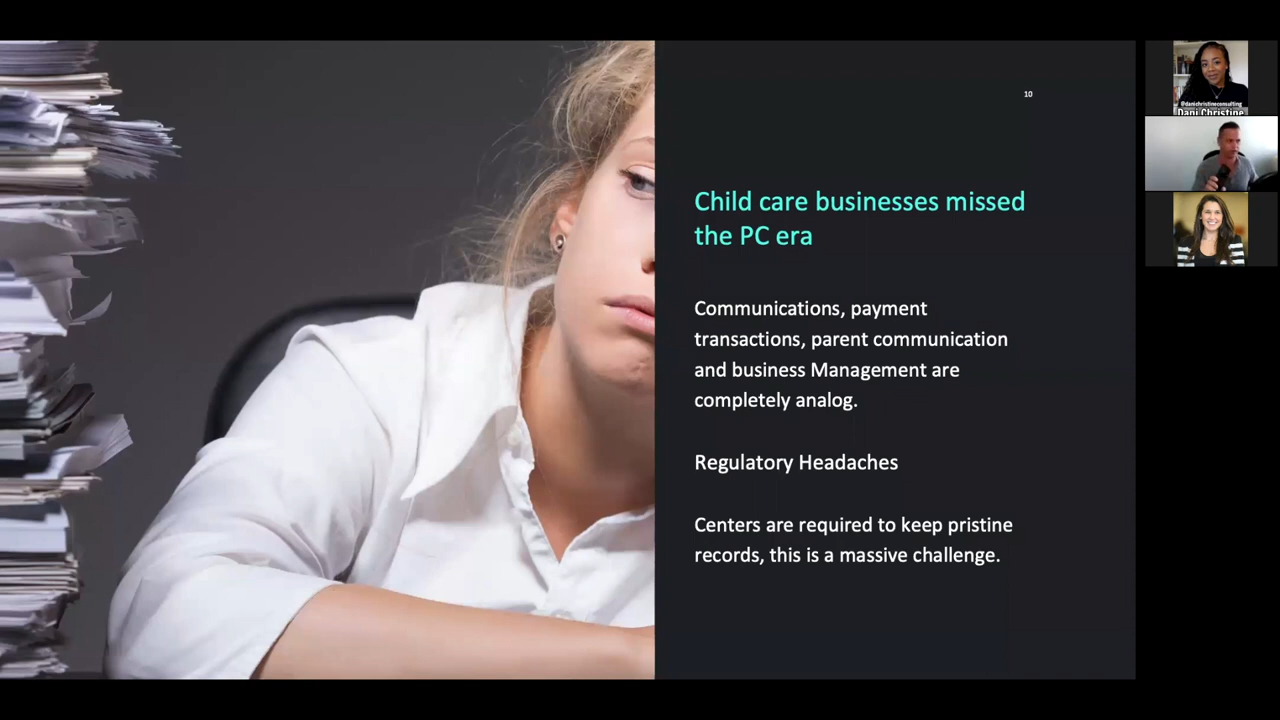 10
Child care businesses missed
the PC era
Communications, payment
transactions, parent communication
and business Management are
completely analog.
Regulatory Headaches
Centers are required to keep pristine
records, this is a massive challenge.
@danichristineconsulting
Dani Christine